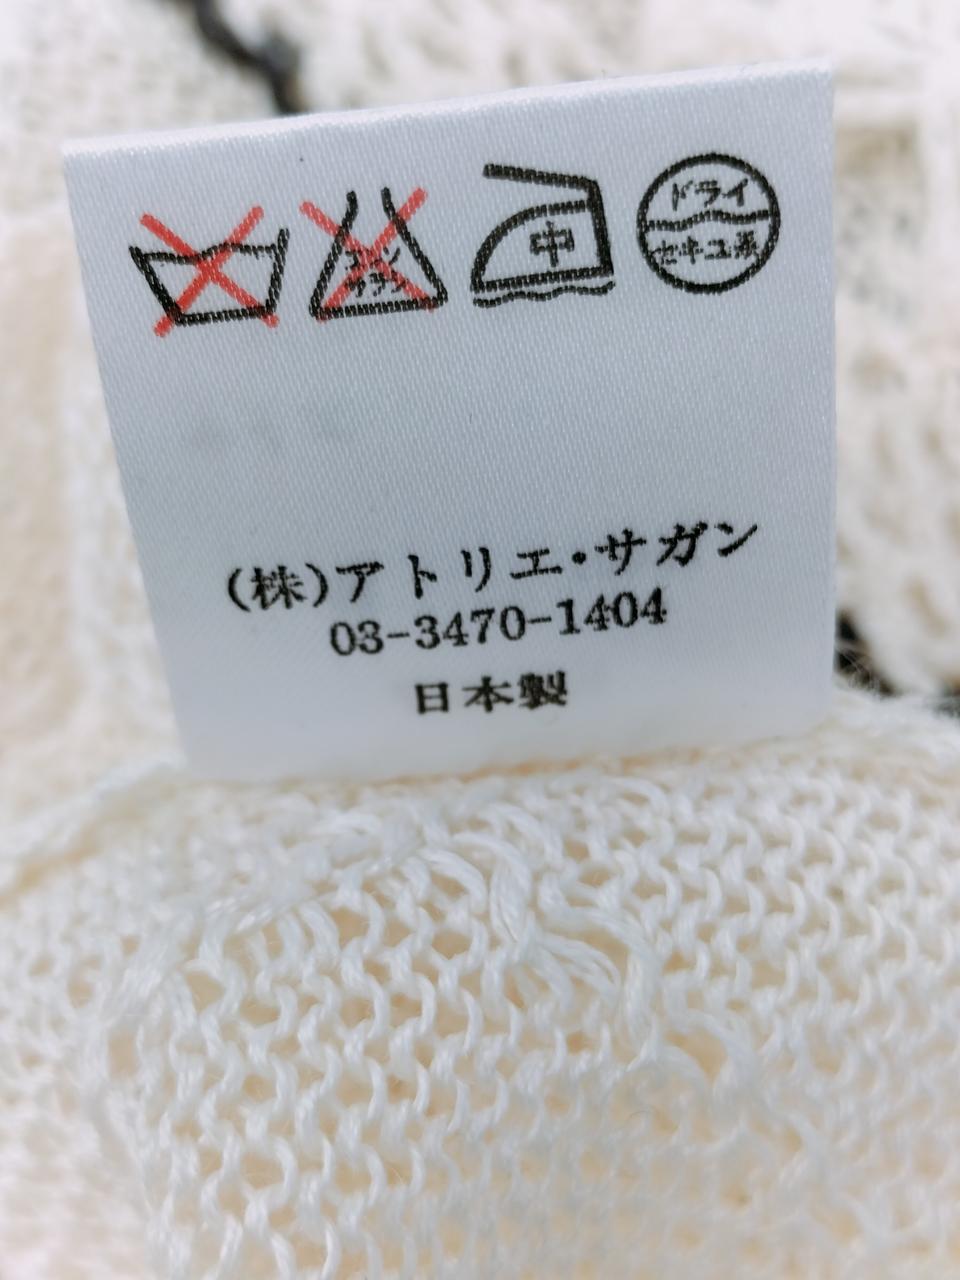 エンソ
サラシ
中
ドライ
セキユ系
(株)アトリエ・サガン
03-3470-1404
日本製